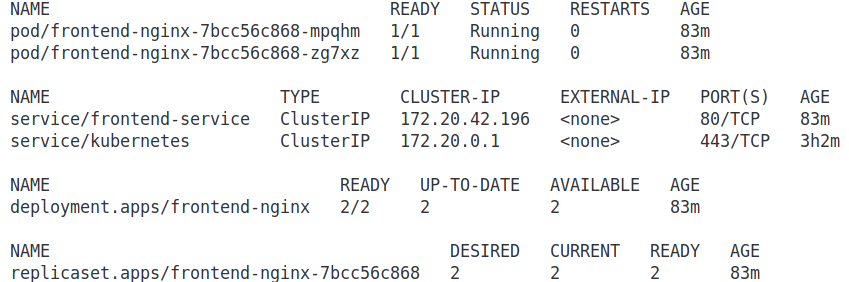 NAME READY STATUS RESTARTS AGE
pod/frontend-nginx-7bcc56c868-mpqhm 1/1 Running 0 83m
pod/frontend-nginx-7bcc56c868-zg7xz 1/1 Running 0 83m
NAME TYPE CLUSTER-IP EXTERNAL-IP PORT(S) AGE
service/frontend-service ClusterIP 172.20.42.196 <none> 80/TCP 83m
service/kubernetes ClusterIP 172.20.0.1 <none> 443/TCP 3h2m
NAME READY UP-TO-DATE AVAILABLE AGE
deployment.apps/frontend-nginx 2/2 2 2 83m
NAME DESIRED CURRENT READY AGE
replicaset.apps/frontend-nginx-7bcc56c868 2 2 2 83m